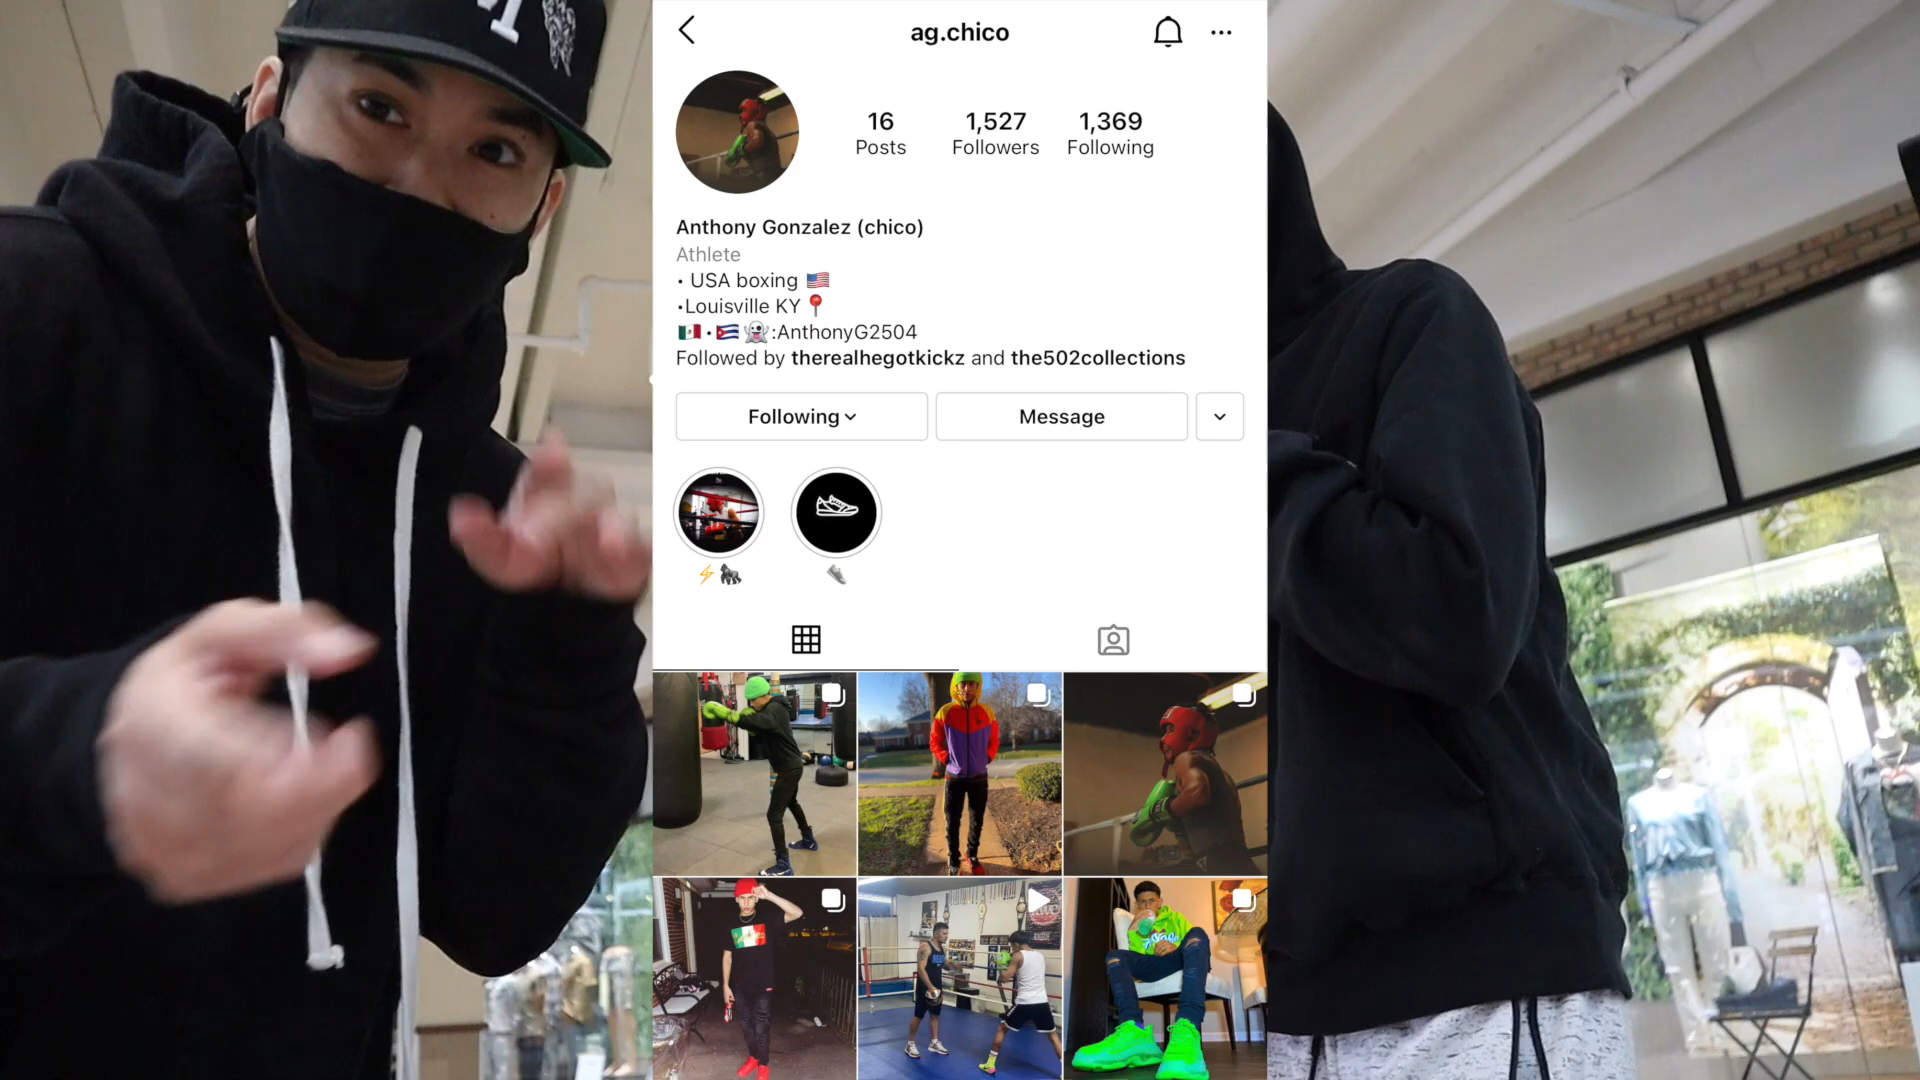 ag.chico
16
Posts
1,527
Followers
1,369
Following
Anthony Gonzalez (chico)
Athlete
• USA boxing 🇺🇸
•Louisville KY📍
🇲🇽•🇨🇺👻:AnthonyG2504
Followed by therealhegotkickz and the502collections
Following
Message
⚡🦍
👟